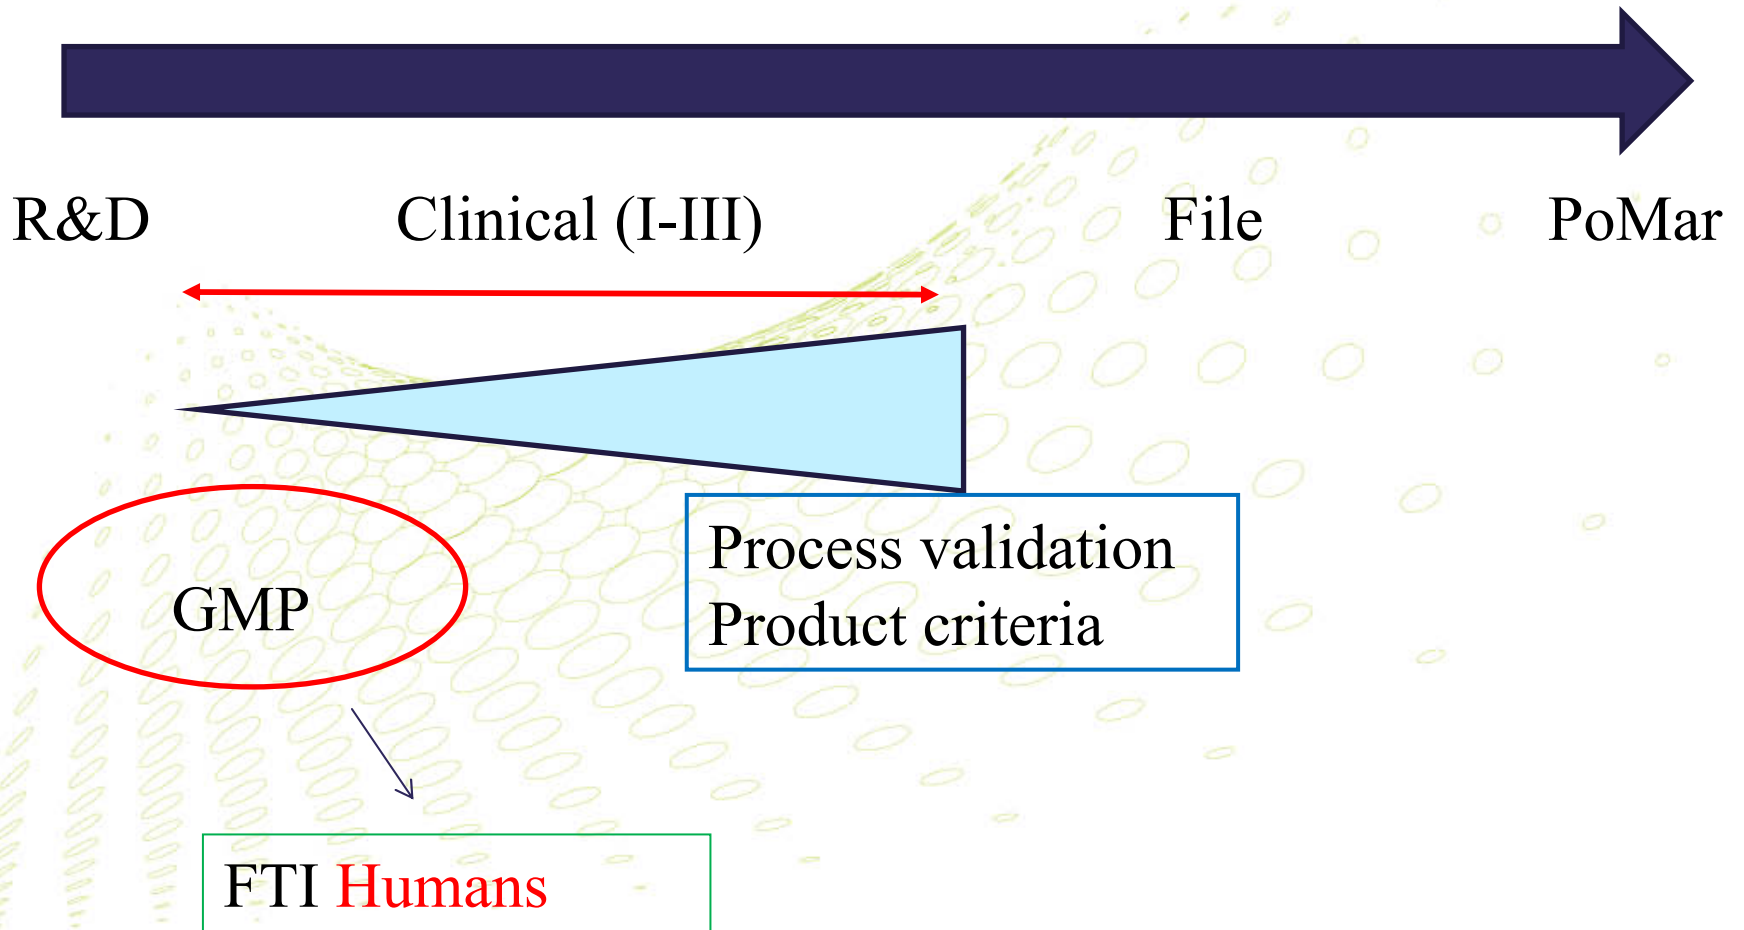 R&D
Clinical (I-III)
File
PoMar
GMP
Process validation
Product criteria
FTI Humans